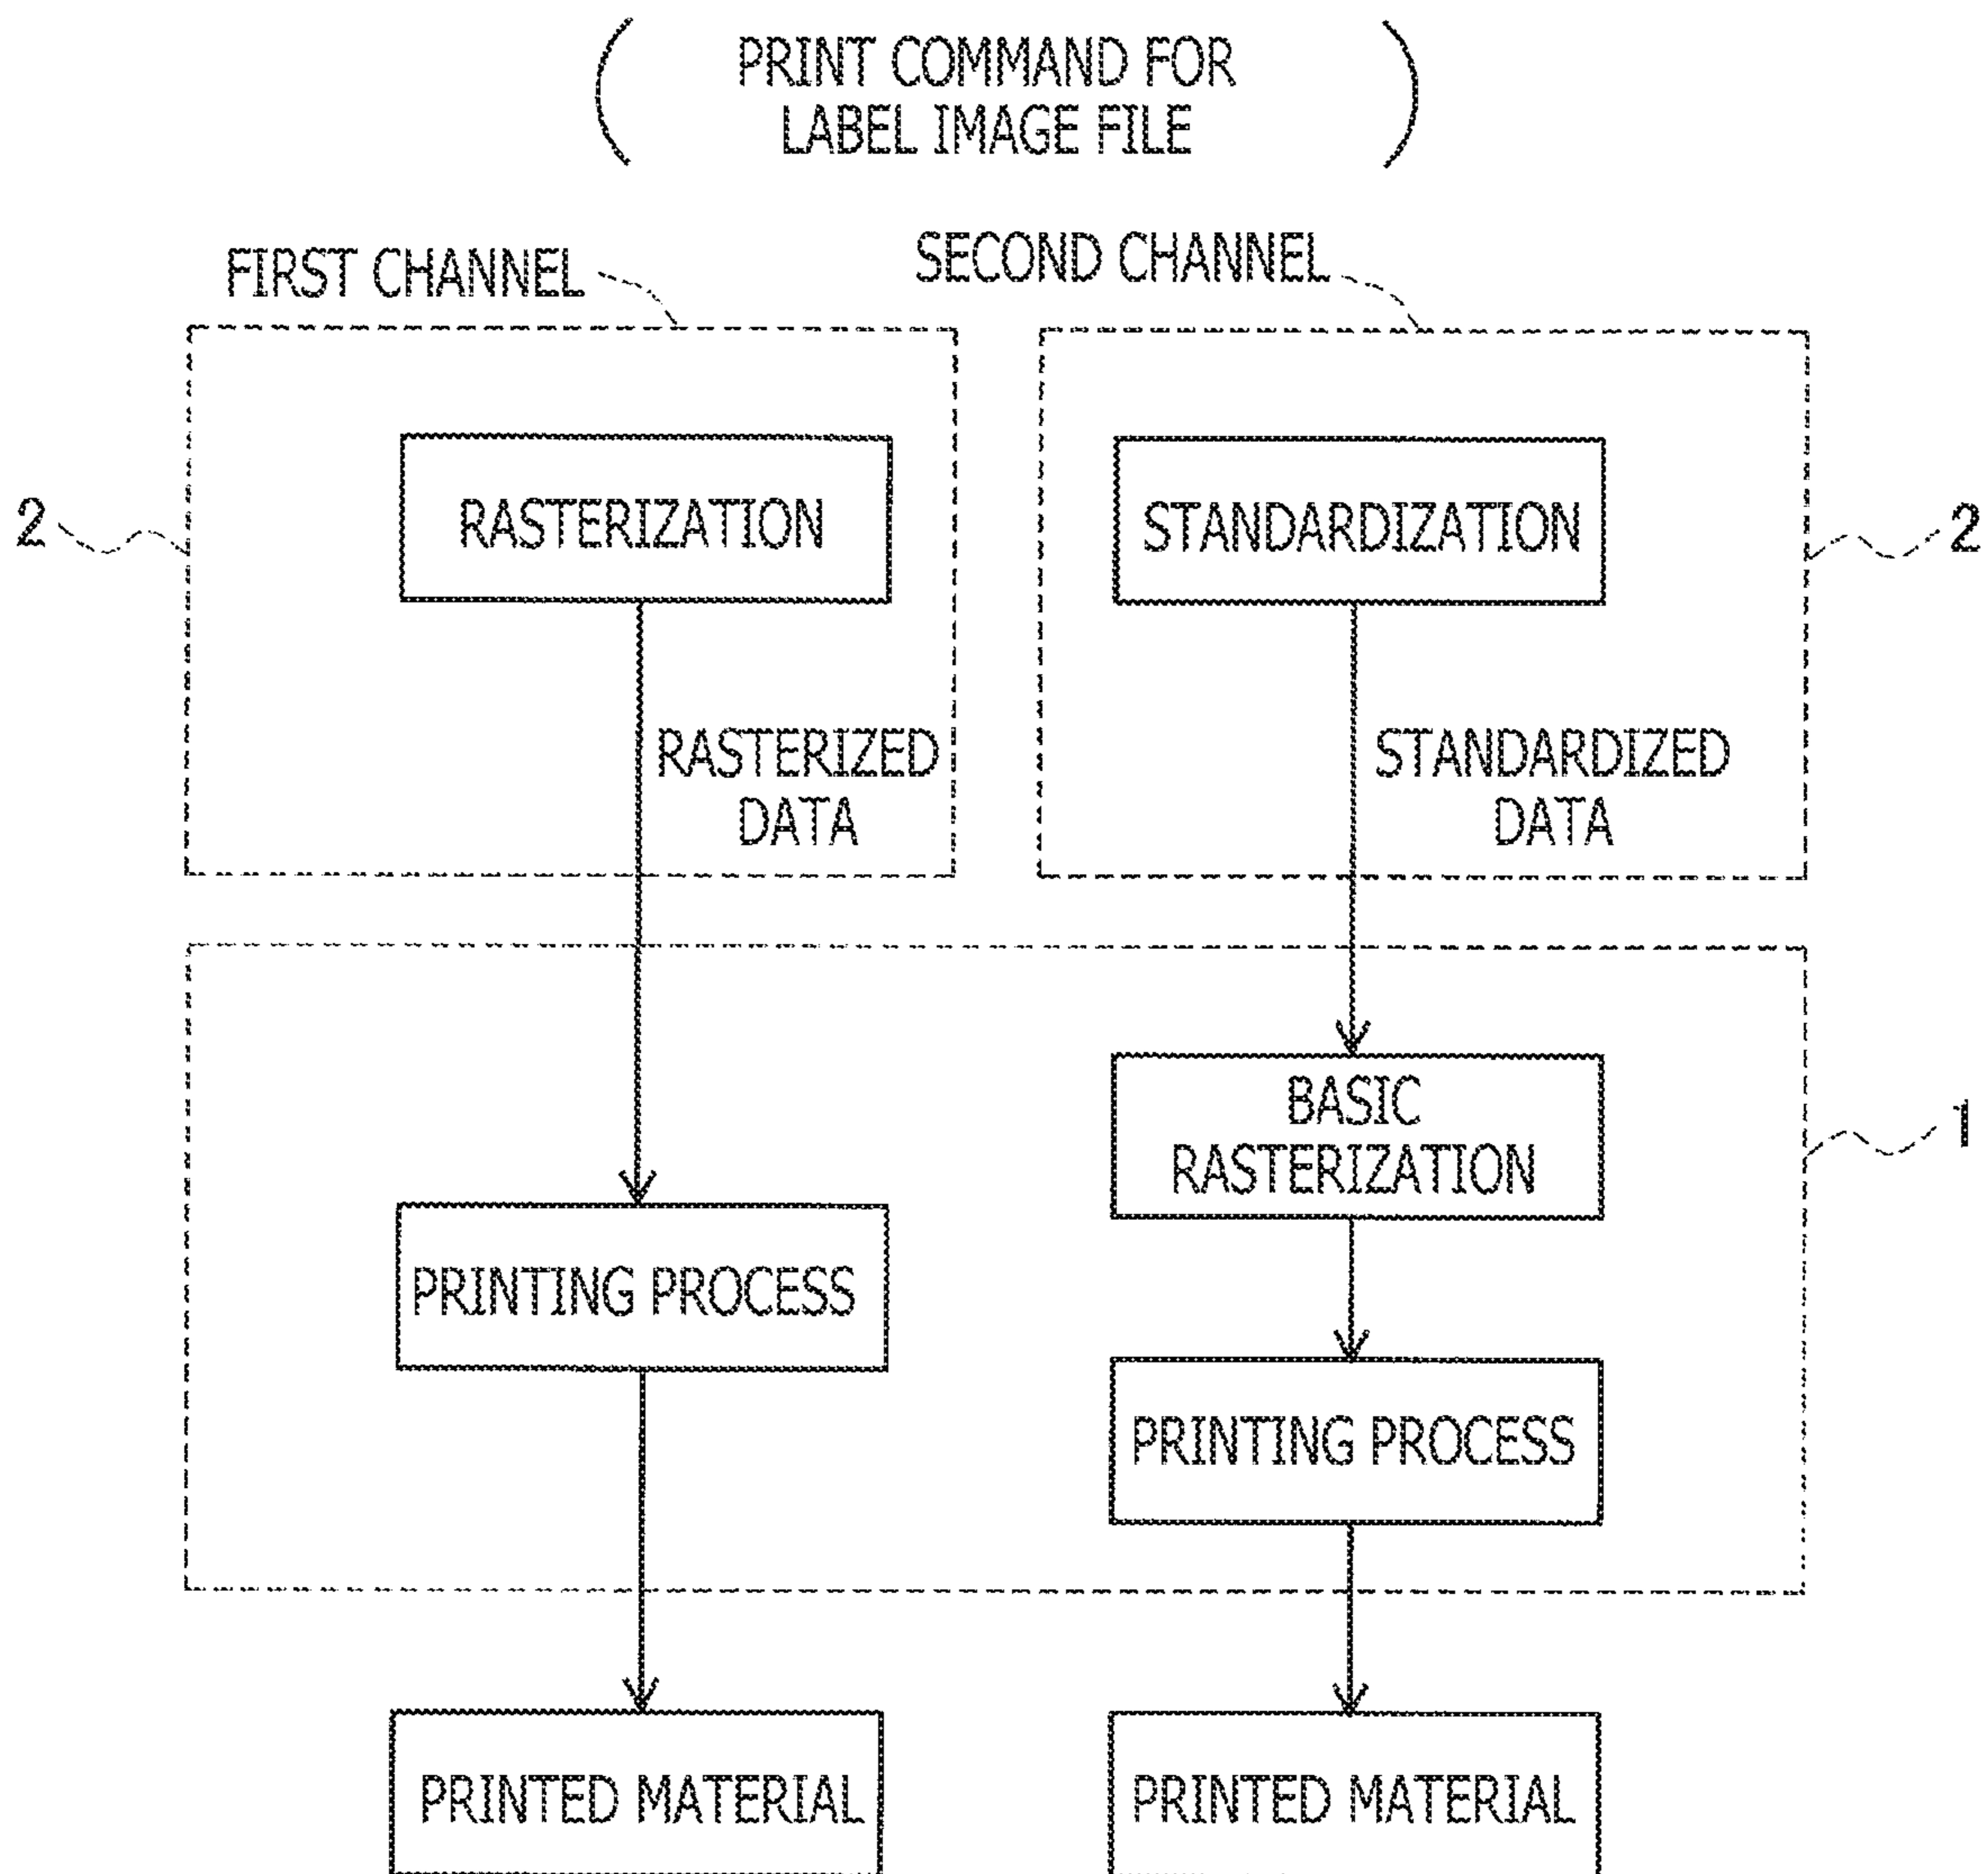 PRINT COMMAND FOR
LABEL IMAGE FILE
FIRST CHANNEL
SECOND CHANNEL
RASTERIZATION
STANDARDIZATION
2
2
RASTERIZED
DATA
STANDARDIZED
DATA
BASIC
RASTERIZATION
1
PRINTING PROCESS
PRINTING PROCESS
PRINTED MATERIAL
PRINTED MATERIAL